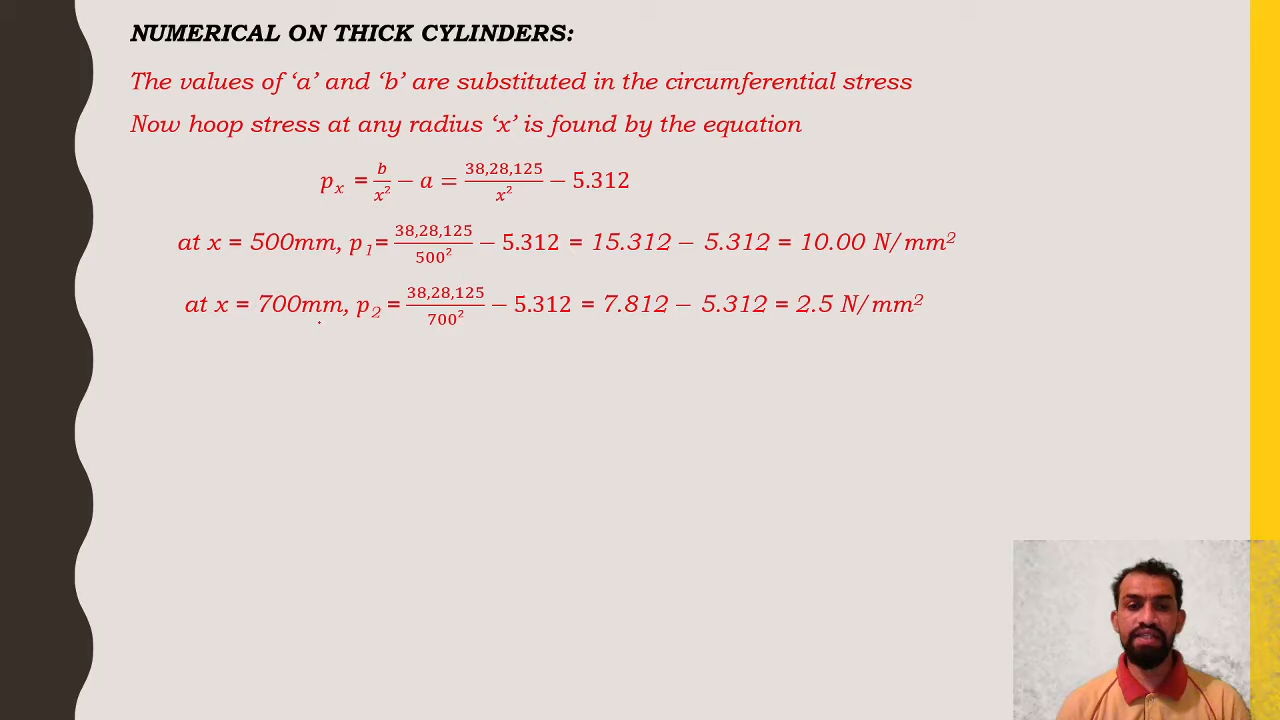 NUMERICAL ON THICK CYLINDERS:
The values of ‘a’ and ‘b’ are substituted in the circumferential stress
Now hoop stress at any radius ‘x’ is found by the equation
pₓ = b/x² − a = 38,28,125/x² − 5.312
at x = 500mm, p₁= 38,28,125/500² − 5.312 = 15.312 − 5.312 = 10.00 N/mm²
at x = 700mm, p₂ = 38,28,125/700² − 5.312 = 7.812 − 5.312 = 2.5 N/mm²